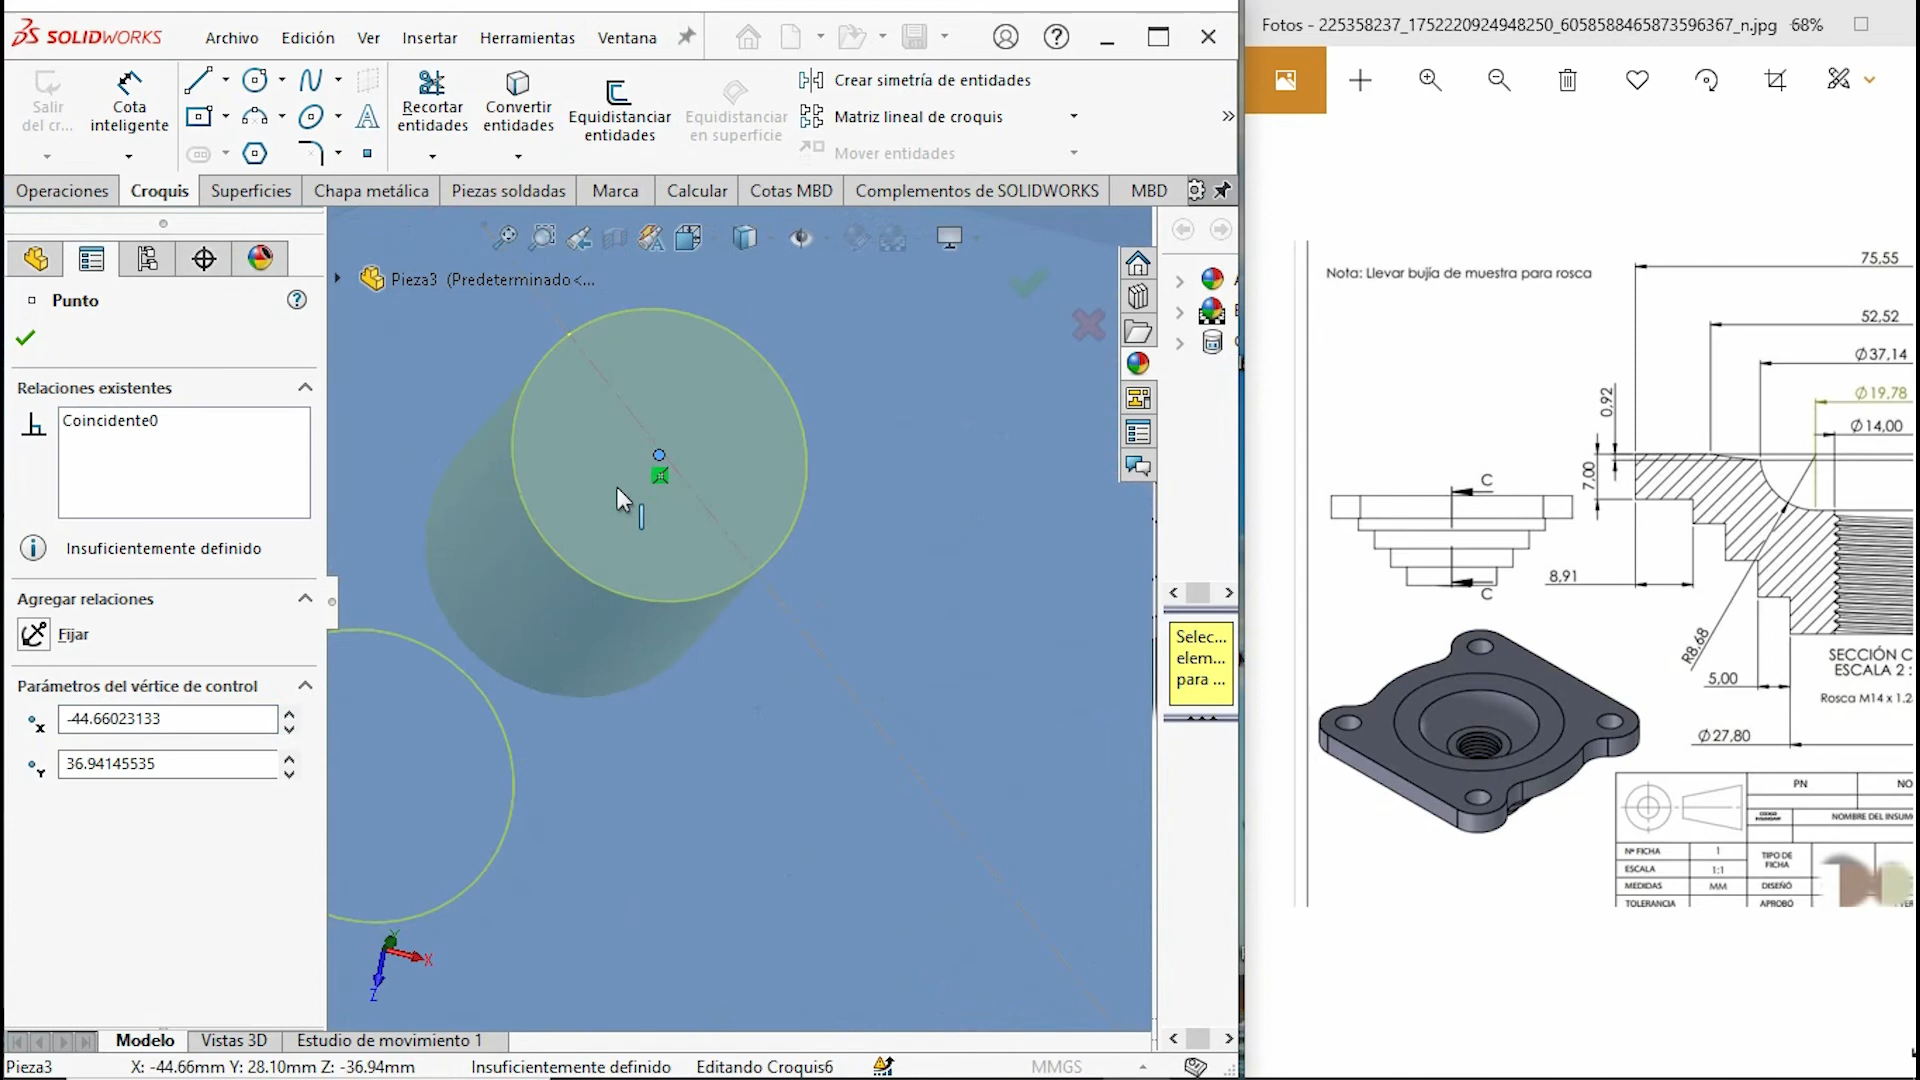 SOLIDWORKS
Archivo Edición Ver Insertar Herramientas Ventana
Salir
del cr...
Cota
inteligente
Recortar
entidades
Convertir
entidades
Equidistanciar
entidades
Equidistanciar
en superficie
Crear simetría de entidades
Matriz lineal de croquis
Mover entidades
Operaciones Croquis Superficies Chapa metálica Piezas soldadas Marca Calcular Cotas MBD Complementos de SOLIDWORKS MBD
Pieza3 (Predeterminado<...
Punto
Relaciones existentes
Coincidente0
Insuficientemente definido
Agregar relaciones
Fijar
Parámetros del vértice de control
-44.66023133
36.94145535
X
Y
Z
Selec...
elem...
para ...
Modelo Vistas 3D Estudio de movimiento 1
Pieza3 X: -44.66mm Y: 28.10mm Z: -36.94mm Insuficientemente definido Editando Croquis6 MMGS
Fotos - 225358237_1752220924948250_6058588465873596367_n.jpg 68%
Nota: Llevar bujía de muestra para rosca
75,55
52,52
Ø37,14
Ø19,78
Ø14,00
0,92
7,00
C
C
8,91
R8,68
5,00
Ø27,80
SECCIÓN C
ESCALA 2 :
Rosca M14 x 1.2
PN NO
NOMBRE DEL INSUM
Nº FICHA 1
TIPO DE
FICHA
ESCALA 1:1
MEDIDAS MM DISEÑÓ
TOLERANCIA APROBÓ